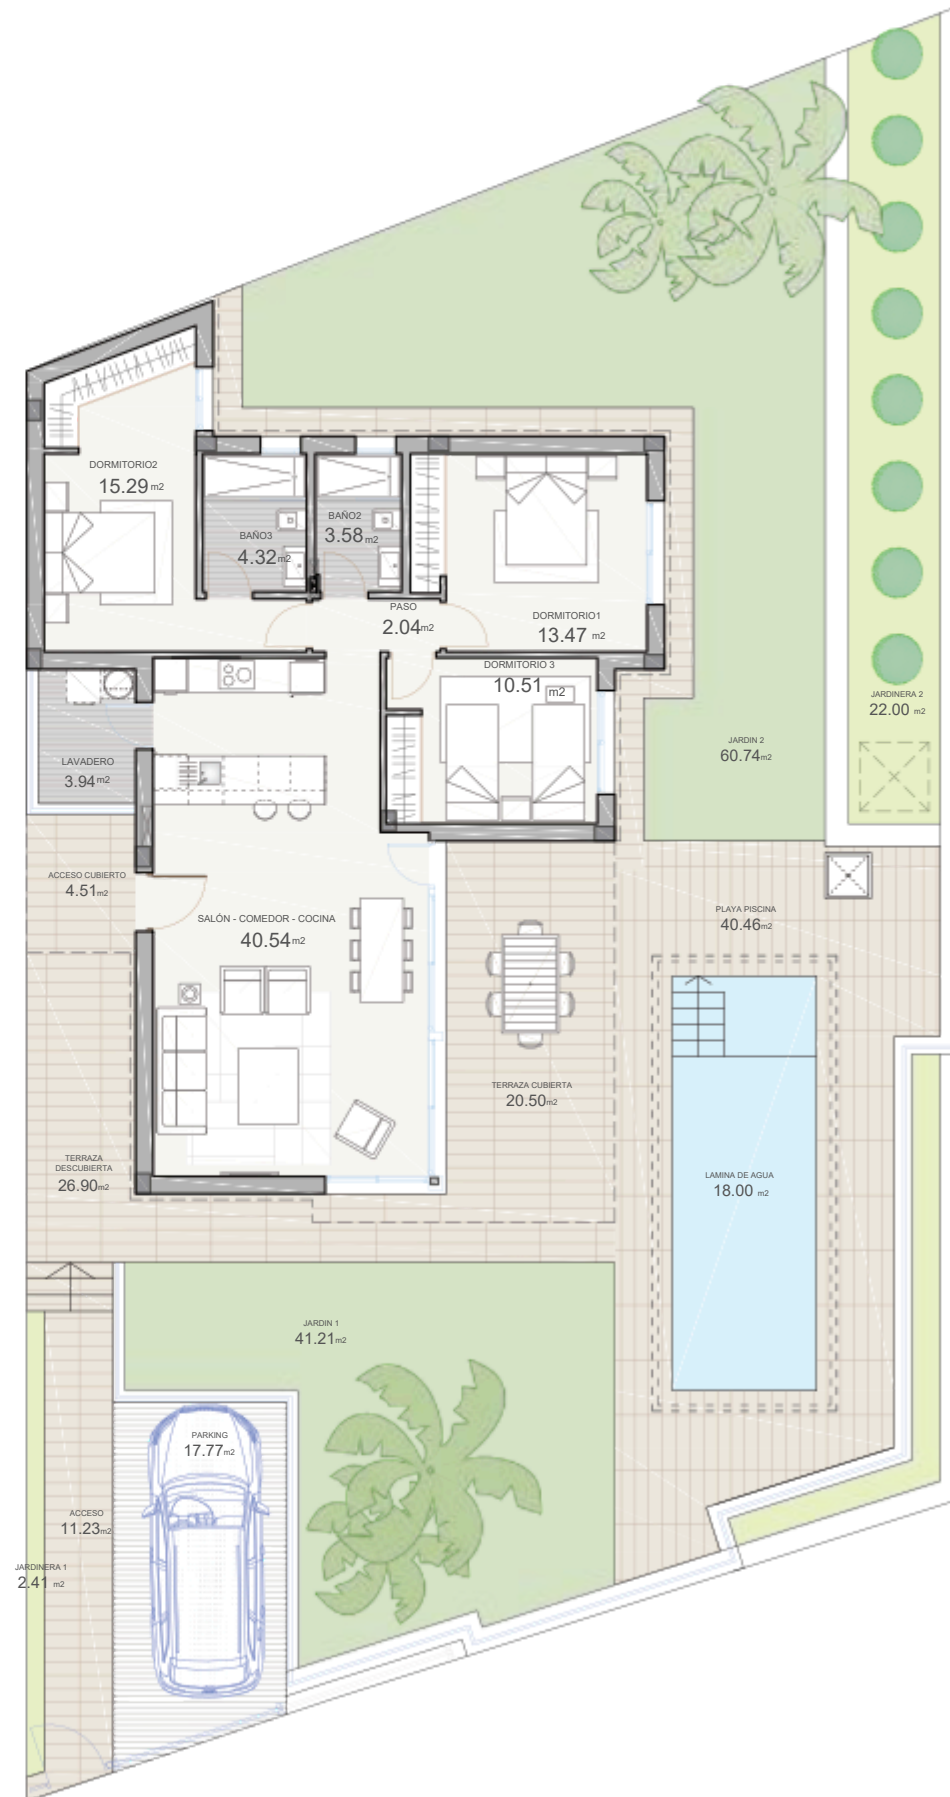 DORMITORIO2
15.29 m2
BAÑO3
4.32 m2
BAÑO2
3.58 m2
PASO
2.04 m2
DORMITORIO1
13.47 m2
DORMITORIO 3
10.51 m2
JARDINERA 2
22.00 m2
JARDIN 2
60.74 m2
LAVADERO
3.94 m2
ACCESO CUBIERTO
4.51 m2
SALÓN - COMEDOR - COCINA
40.54 m2
PLAYA PISCINA
40.46 m2
TERRAZA CUBIERTA
20.50 m2
TERRAZA
DESCUBIERTA
26.90 m2
LAMINA DE AGUA
18.00 m2
JARDIN 1
41.21 m2
PARKING
17.77 m2
ACCESO
11.23 m2
JARDINERA 1
2.41 m2